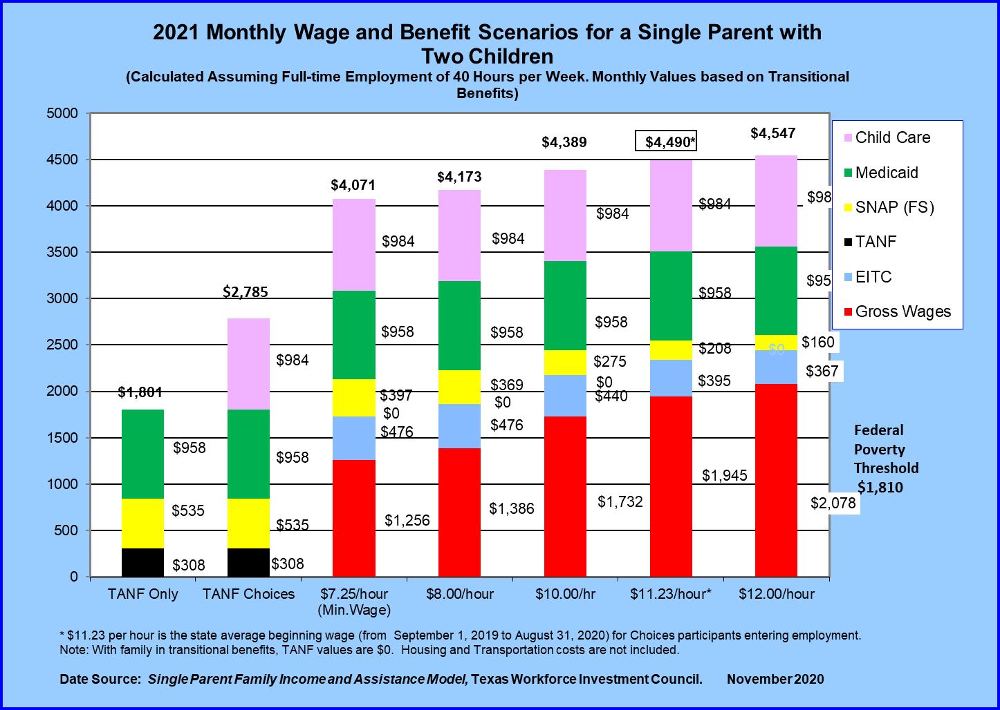 2021 Monthly Wage and Benefit Scenarios for a Single Parent with
Two Children
(Calculated Assuming Full-time Employment of 40 Hours per Week. Monthly Values based on Transitional
Benefits)
5000
4500
4000
3500
3000
2500
2000
1500
1000
500
0
$1,801
$958
$535
$308
$2,785
$984
$958
$535
$308
$4,071
$984
$958
$397
$0
$476
$1,256
$4,173
$984
$958
$369
$0
$476
$1,386
$4,389
$984
$958
$275
$0
$440
$1,732
$4,490*
$984
$958
$208
$395
$1,945
$4,547
$98
$95
$160
$0
$367
$2,078
TANF Only
TANF Choices
$7.25/hour
(Min.Wage)
$8.00/hour
$10.00/hr
$11.23/hour*
$12.00/hour
Child Care
Medicaid
SNAP (FS)
TANF
EITC
Gross Wages
Federal
Poverty
Threshold
$1,810
* $11.23 per hour is the state average beginning wage (from September 1, 2019 to August 31, 2020) for Choices participants entering employment.
Note: With family in transitional benefits, TANF values are $0. Housing and Transportation costs are not included.
Date Source: Single Parent Family Income and Assistance Model, Texas Workforce Investment Council. November 2020